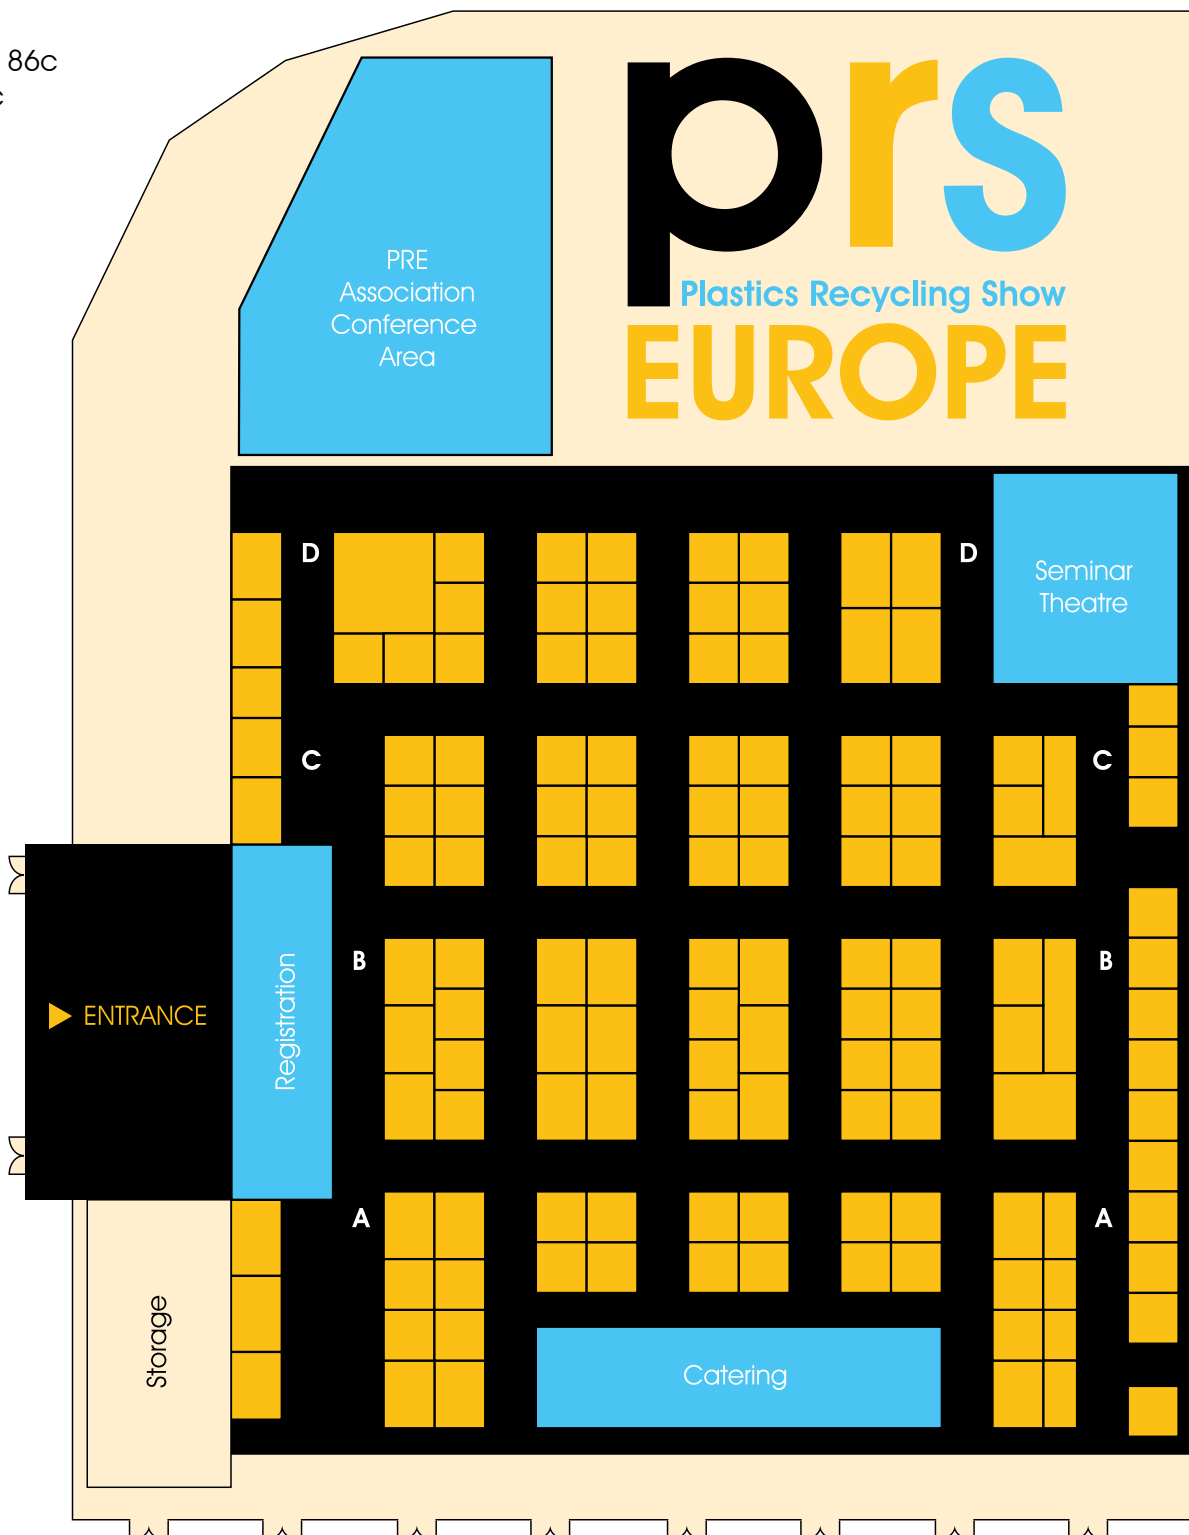 86c
prs
Plastics Recycling Show
EUROPE
PRE
Association
Conference
Area
D
D
Seminar
Theatre
C
C
B
B
ENTRANCE
Registration
A
A
Storage
Catering